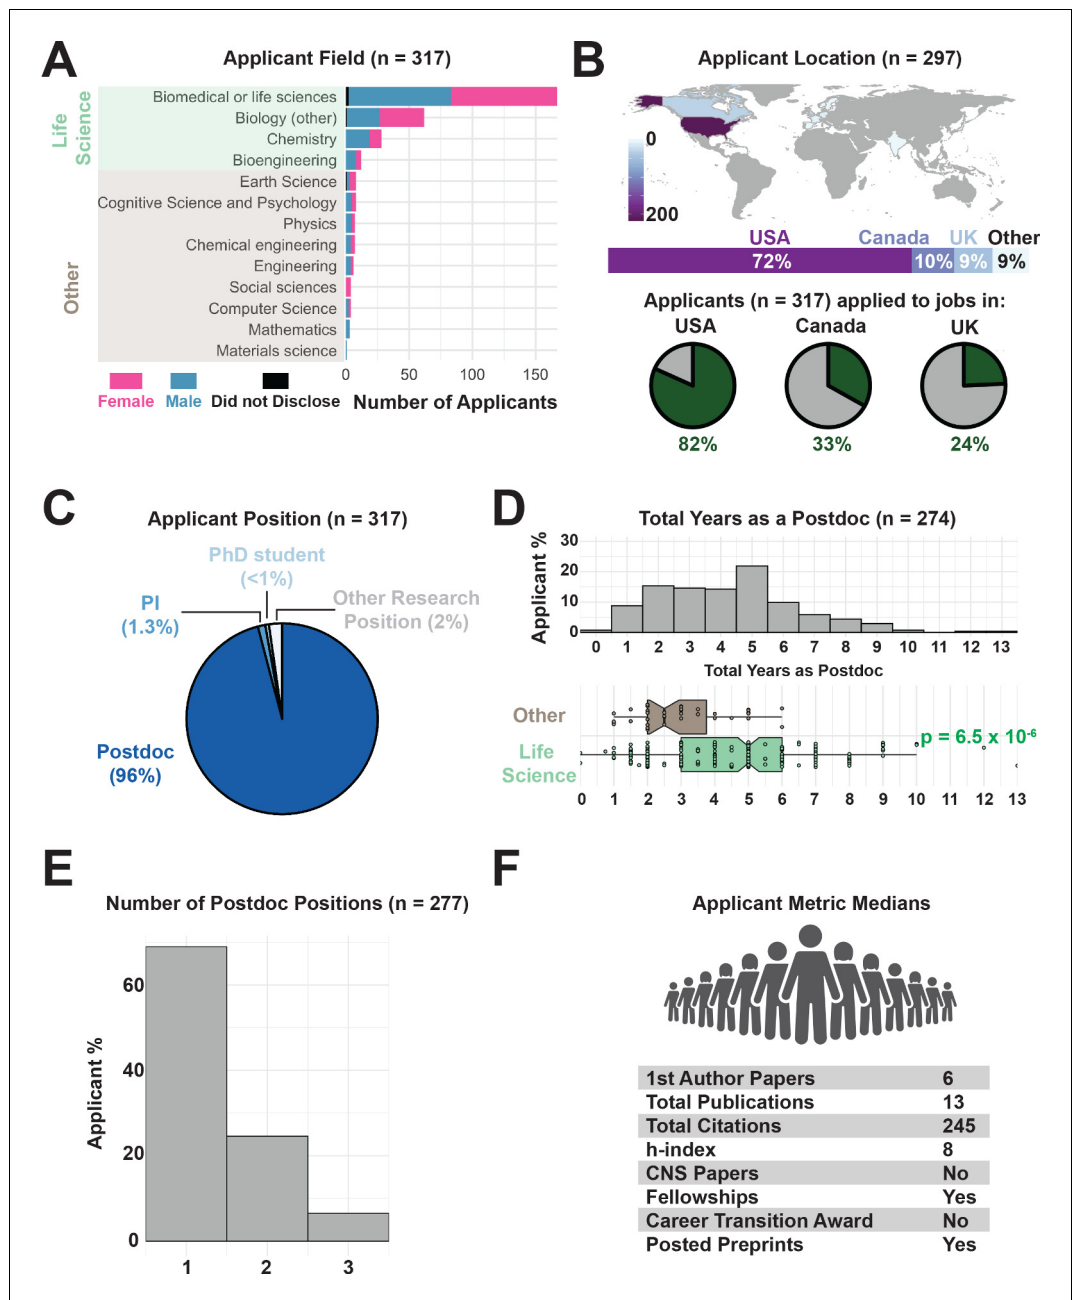 A
Applicant Field (n = 317)
Life
Science
Biomedical or life sciences
Biology (other)
Chemistry
Bioengineering
Other
Earth Science
Cognitive Science and Psychology
Physics
Chemical engineering
Engineering
Social sciences
Computer Science
Mathematics
Materials science
0 50 100 150
Female Male Did not Disclose
Number of Applicants
B
Applicant Location (n = 297)
0
200
USA Canada UK Other
72% 10% 9% 9%
Applicants (n = 317) applied to jobs in:
USA Canada UK
82% 33% 24%
C
Applicant Position (n = 317)
PhD student
(<1%)
PI
(1.3%)
Other Research
Position (2%)
Postdoc
(96%)
D
Total Years as a Postdoc (n = 274)
Applicant %
30
20
10
0
0 1 2 3 4 5 6 7 8 9 10 11 12 13
Total Years as Postdoc
Other
Life
Science
p = 6.5 x 10-6
0 1 2 3 4 5 6 7 8 9 10 11 12 13
E
Number of Postdoc Positions (n = 277)
Applicant %
60
40
20
0
1 2 3
F
Applicant Metric Medians
1st Author Papers 6
Total Publications 13
Total Citations 245
h-index 8
CNS Papers No
Fellowships Yes
Career Transition Award No
Posted Preprints Yes